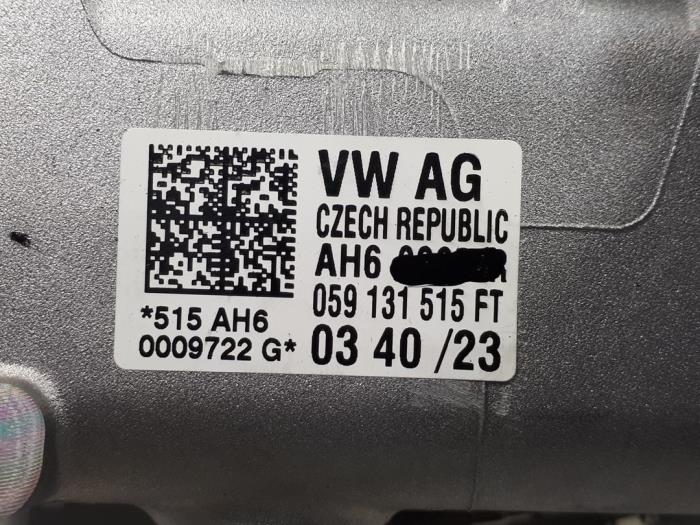 VW AG
CZECH REPUBLIC
AH6
059 131 515 FT
03 40 /23
*515 AH6
0009722 G*